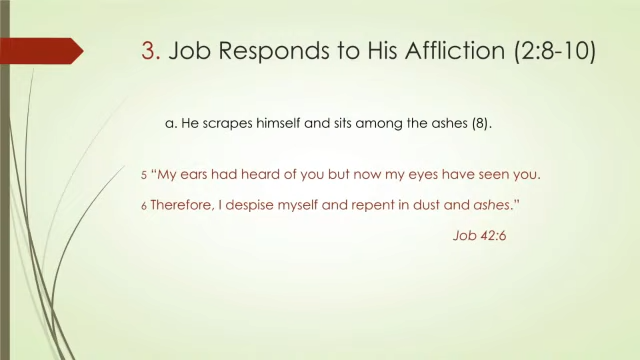 3. Job Responds to His Affliction (2:8-10)
a. He scrapes himself and sits among the ashes (8).
5 “My ears had heard of you but now my eyes have seen you.
6 Therefore, I despise myself and repent in dust and ashes.”
Job 42:6